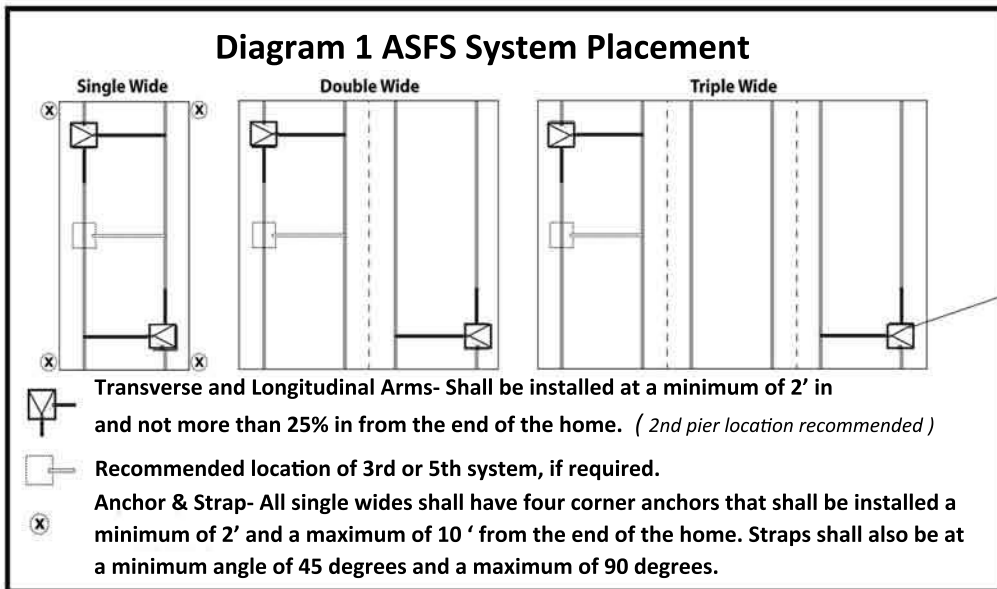 Diagram 1 ASFS System Placement
Single Wide
Double Wide
Triple Wide
X
X
X
X
Transverse and Longitudinal Arms- Shall be installed at a minimum of 2’ in
and not more than 25% in from the end of the home. ( 2nd pier location recommended )
Recommended location of 3rd or 5th system, if required.
Anchor & Strap- All single wides shall have four corner anchors that shall be installed a
X
minimum of 2’ and a maximum of 10 ‘ from the end of the home. Straps shall also be at
a minimum angle of 45 degrees and a maximum of 90 degrees.